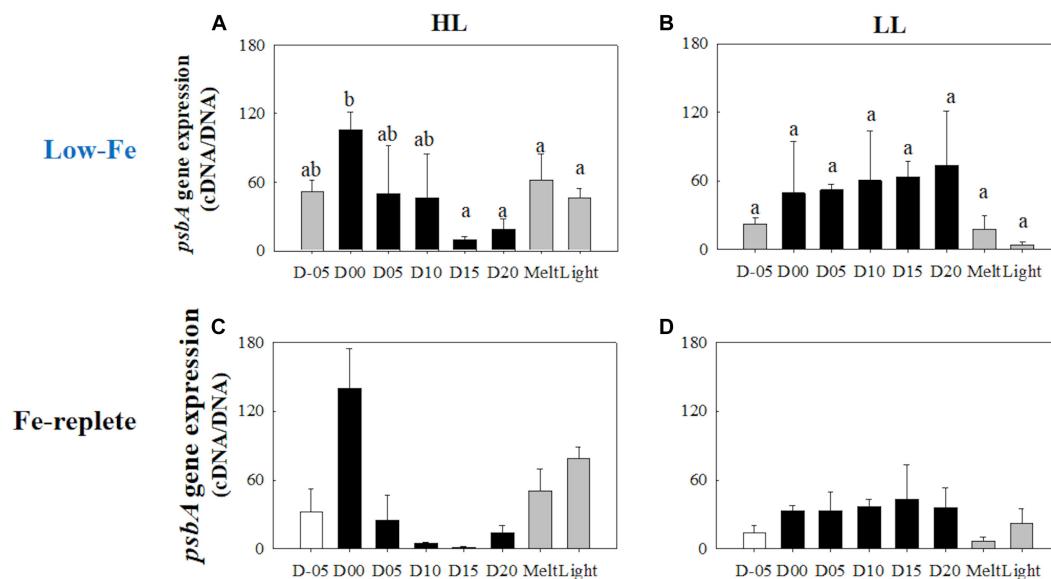 HL
LL
Low-Fe
Fe-replete
A
psbA gene expression
(cDNA/DNA)
180
120
60
0
ab
b
ab
ab
a
a
a
a
D-05 D00 D05 D10 D15 D20 Melt Light
B
180
120
60
0
a
a
a
a
a
a
a
a
D-05 D00 D05 D10 D15 D20 Melt Light
C
psbA gene expression
(cDNA/DNA)
180
120
60
0
D-05 D00 D05 D10 D15 D20 Melt Light
D
180
120
60
0
D-05 D00 D05 D10 D15 D20 Melt Light